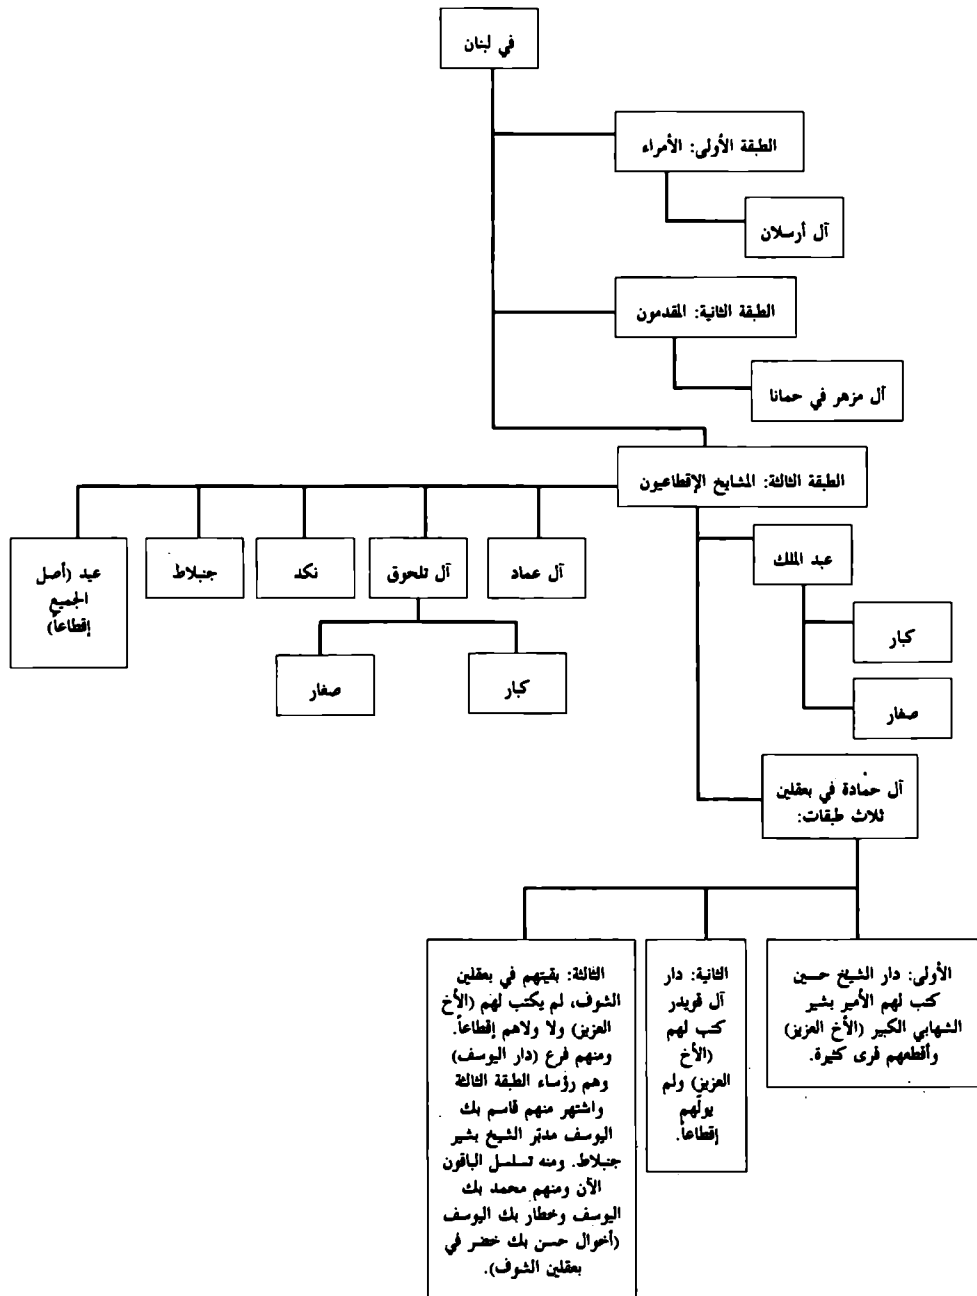 في لبنان
الطبقة الأولى: الأمراء
آل أرسلان
الطبقة الثانية: المقدمون
آل مزهر في حمانا
الطبقة الثالثة: المشايخ الإقطاعيون
عبد الملك
كبار
صغار
آل عماد
آل تلحوق
نكد
جنبلاط
عيد (أصل
الجميع
إقطاعاً)
كبار
صغار
آل حمّادة في بعقلين
ثلاث طبقات:
الأولى: دار الشيخ حسين
كتب لهم الأمير بشير
الشهابي الكبير (الأخ العزيز)
وأقطعهم قرى كثيرة.
الثانية: دار
آل قويدر
كتب لهم
(الأخ
العزيز) ولم
يولّهم
إقطاعاً.
الثالثة: بقيتهم في بعقلين
الشوف، لم يكتب لهم (الأخ
العزيز) ولا ولاهم إقطاعاً.
ومنهم فرع (دار اليوسف)
وهم رؤساء الطبقة الثالثة
واشتهر منهم قاسم بك
اليوسف مدبّر الشيخ بشير
جنبلاط. ومنه تسلسل الباقون
الآن ومنهم محمد بك
اليوسف وخطار بك اليوسف
(أخوال حسن بك خضر في
بعقلين الشوف).